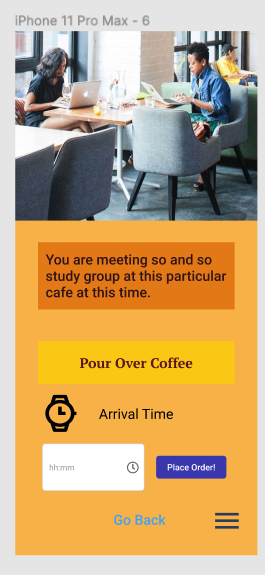 iPhone 11 Pro Max - 6
You are meeting so and so
study group at this particular
cafe at this time.
Pour Over Coffee
Arrival Time
hh:mm
Place Order!
Go Back